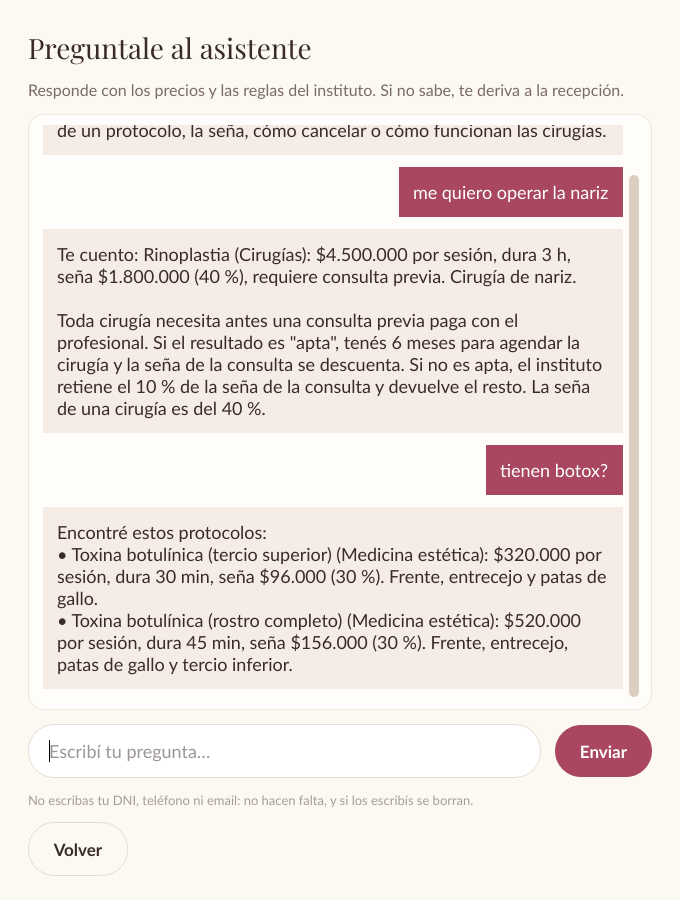 Preguntale al asistente
Responde con los precios y las reglas del instituto. Si no sabe, te deriva a la recepción.
de un protocolo, la seña, cómo cancelar o cómo funcionan las cirugías.
me quiero operar la nariz
Te cuento: Rinoplastia (Cirugías): $4.500.000 por sesión, dura 3 h,
seña $1.800.000 (40 %), requiere consulta previa. Cirugía de nariz.
Toda cirugía necesita antes una consulta previa paga con el
profesional. Si el resultado es "apta", tenés 6 meses para agendar la
cirugía y la seña de la consulta se descuenta. Si no es apta, el instituto
retiene el 10 % de la seña de la consulta y devuelve el resto. La seña
de una cirugía es del 40 %.
tienen botox?
Encontré estos protocolos:
• Toxina botulínica (tercio superior) (Medicina estética): $320.000 por
sesión, dura 30 min, seña $96.000 (30 %). Frente, entrecejo y patas de
gallo.
• Toxina botulínica (rostro completo) (Medicina estética): $520.000
por sesión, dura 45 min, seña $156.000 (30 %). Frente, entrecejo,
patas de gallo y tercio inferior.
Escribí tu pregunta...
Enviar
No escribas tu DNI, teléfono ni email: no hacen falta, y si los escribís se borran.
Volver